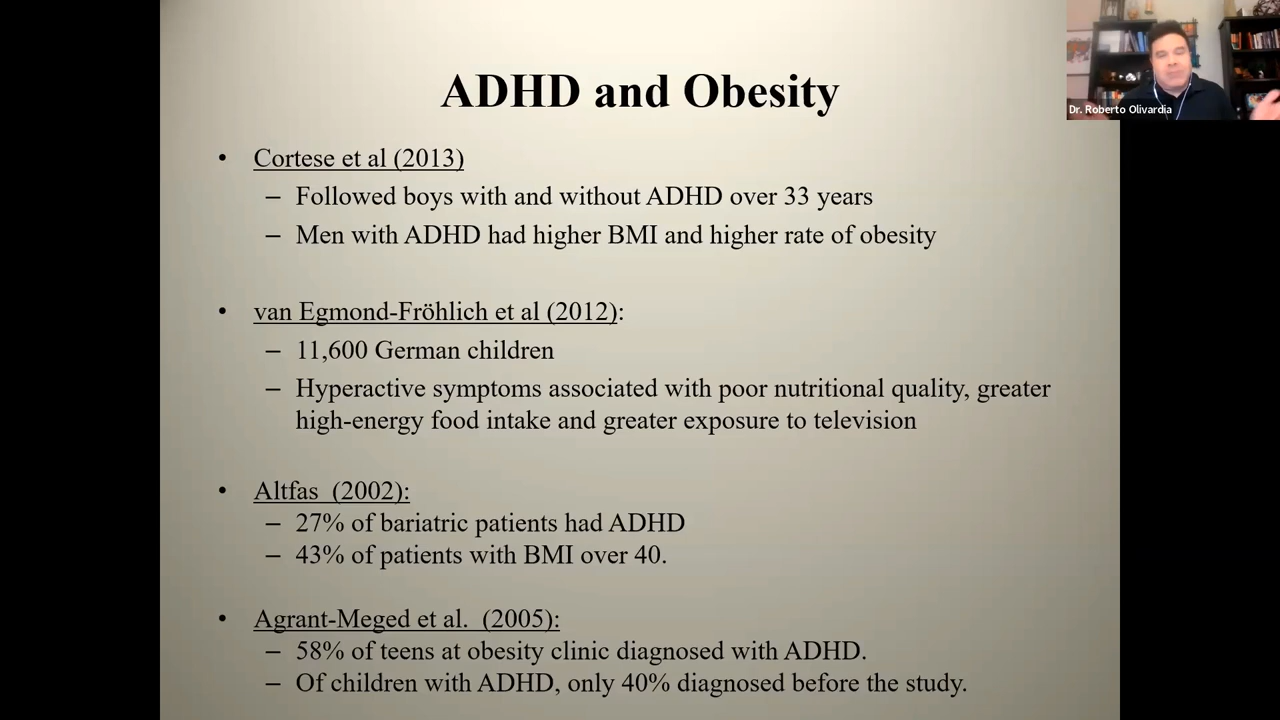 ADHD and Obesity
Dr. Roberto Olivardia
• Cortese et al (2013)
– Followed boys with and without ADHD over 33 years
– Men with ADHD had higher BMI and higher rate of obesity
• van Egmond-Fröhlich et al (2012):
– 11,600 German children
– Hyperactive symptoms associated with poor nutritional quality, greater
high-energy food intake and greater exposure to television
• Altfas (2002):
– 27% of bariatric patients had ADHD
– 43% of patients with BMI over 40.
• Agrant-Meged et al. (2005):
– 58% of teens at obesity clinic diagnosed with ADHD.
– Of children with ADHD, only 40% diagnosed before the study.